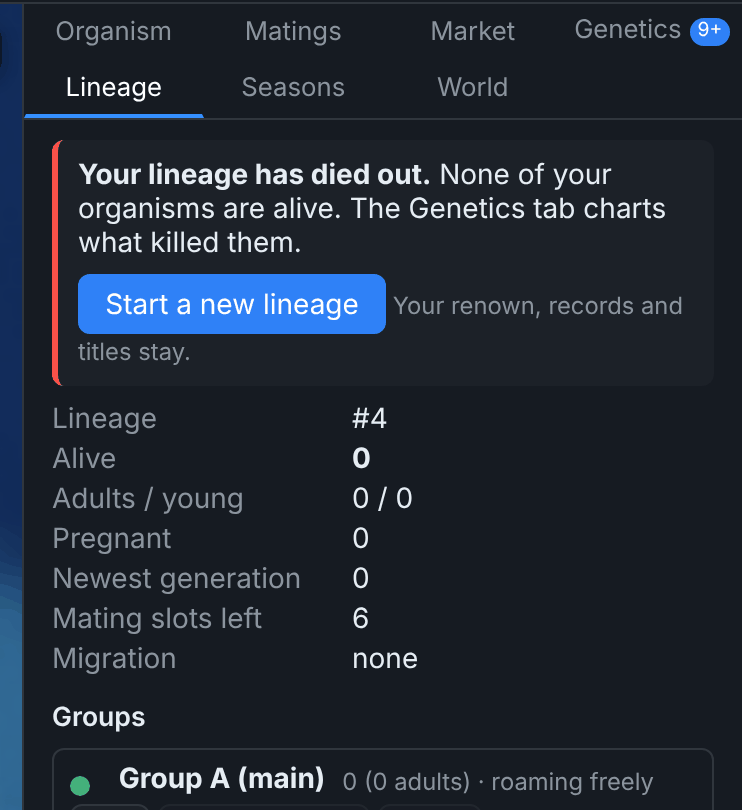 Organism Matings Market Genetics 9+
Lineage Seasons World
Your lineage has died out. None of your
organisms are alive. The Genetics tab charts
what killed them.
Start a new lineage Your renown, records and
titles stay.
Lineage #4
Alive 0
Adults / young 0 / 0
Pregnant 0
Newest generation 0
Mating slots left 6
Migration none
Groups
Group A (main) 0 (0 adults) · roaming freely